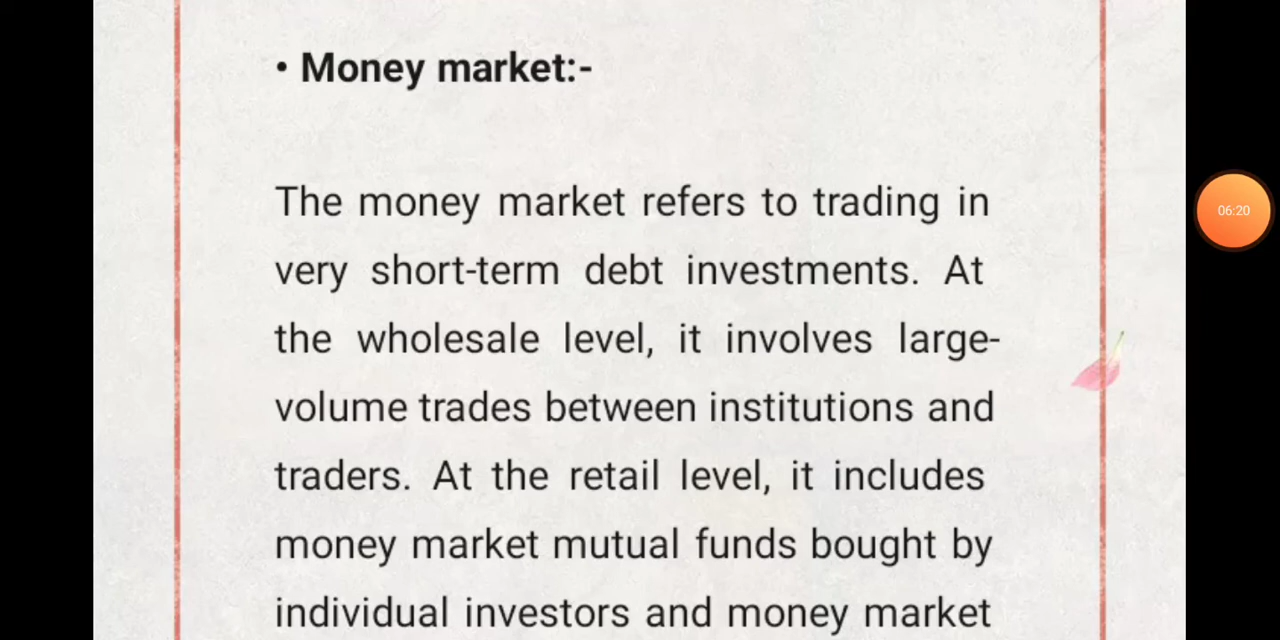 • Money market:-
The money market refers to trading in
very short-term debt investments. At
the wholesale level, it involves large-
volume trades between institutions and
traders. At the retail level, it includes
money market mutual funds bought by
individual investors and money market
06:20